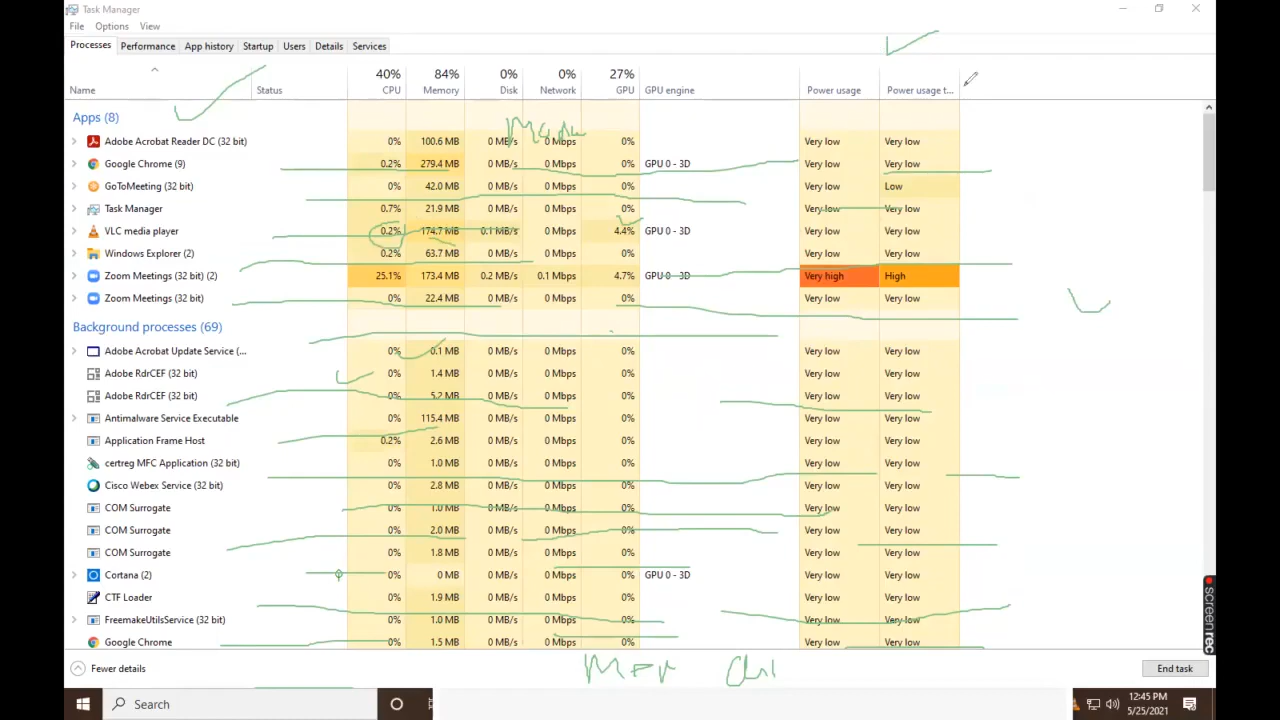 Task Manager
File Options View
Processes Performance App history Startup Users Details Services
40% 84% 0% 0% 27%
Name Status CPU Memory Disk Network GPU GPU engine Power usage Power usage t...
Apps (8)
Adobe Acrobat Reader DC (32 bit) 0% 100.6 MB 0 MB/s 0 Mbps 0% Very low Very low
Google Chrome (9) 0.2% 279.4 MB 0 MB/s 0 Mbps 0% GPU 0 - 3D Very low Very low
GoToMeeting (32 bit) 0% 42.0 MB 0 MB/s 0 Mbps 0% Very low Low
Task Manager 0.7% 21.9 MB 0 MB/s 0 Mbps 0% Very low Very low
VLC media player 0.2% 174.7 MB 0.1 MB/s 0 Mbps 4.4% GPU 0 - 3D Very low Very low
Windows Explorer (2) 0.2% 63.7 MB 0 MB/s 0 Mbps 0% Very low Very low
Zoom Meetings (32 bit) (2) 25.1% 173.4 MB 0.2 MB/s 0.1 Mbps 4.7% GPU 0 - 3D Very high High
Zoom Meetings (32 bit) 0% 22.4 MB 0 MB/s 0 Mbps 0% Very low Very low
Background processes (69)
Adobe Acrobat Update Service (... 0% 0.1 MB 0 MB/s 0 Mbps 0% Very low Very low
Adobe RdrCEF (32 bit) 0% 1.4 MB 0 MB/s 0 Mbps 0% Very low Very low
Adobe RdrCEF (32 bit) 0% 5.2 MB 0 MB/s 0 Mbps 0% Very low Very low
Antimalware Service Executable 0% 115.4 MB 0 MB/s 0 Mbps 0% Very low Very low
Application Frame Host 0.2% 2.6 MB 0 MB/s 0 Mbps 0% Very low Very low
certreg MFC Application (32 bit) 0% 1.0 MB 0 MB/s 0 Mbps 0% Very low Very low
Cisco Webex Service (32 bit) 0% 2.8 MB 0 MB/s 0 Mbps 0% Very low Very low
COM Surrogate 0% 1.0 MB 0 MB/s 0 Mbps 0% Very low Very low
COM Surrogate 0% 2.0 MB 0 MB/s 0 Mbps 0% Very low Very low
COM Surrogate 0% 1.8 MB 0 MB/s 0 Mbps 0% Very low Very low
Cortana (2) 0% 0 MB 0 MB/s 0 Mbps 0% GPU 0 - 3D Very low Very low
CTF Loader 0% 1.9 MB 0 MB/s 0 Mbps 0% Very low Very low
FreemakeUtilsService (32 bit) 0% 1.0 MB 0 MB/s 0 Mbps 0% Very low Very low
Google Chrome 0% 1.5 MB 0 MB/s 0 Mbps 0% Very low Very low
Fewer details End task
screenrec
Search 12:45 PM
5/25/2021